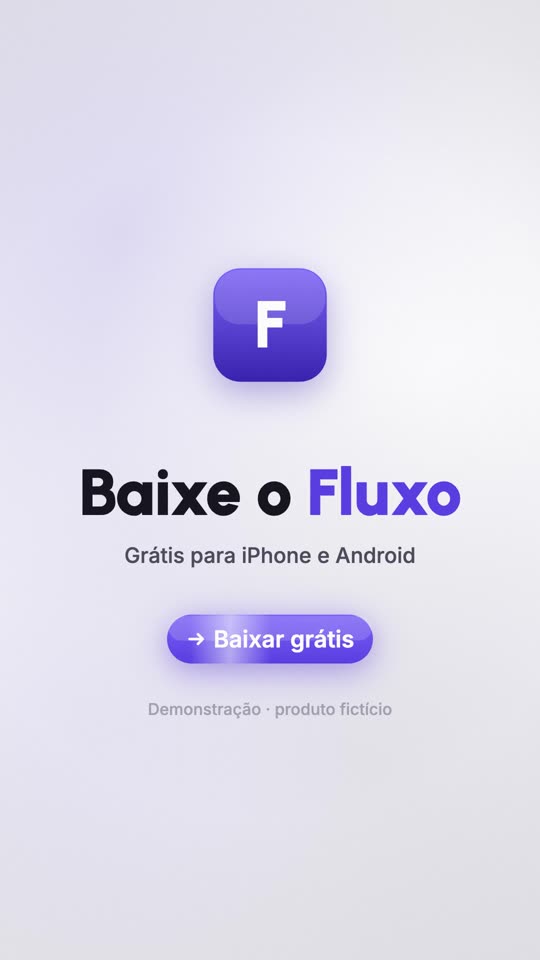 F
Baixe o Fluxo
Grátis para iPhone e Android
→ Baixar grátis
Demonstração · produto fictício